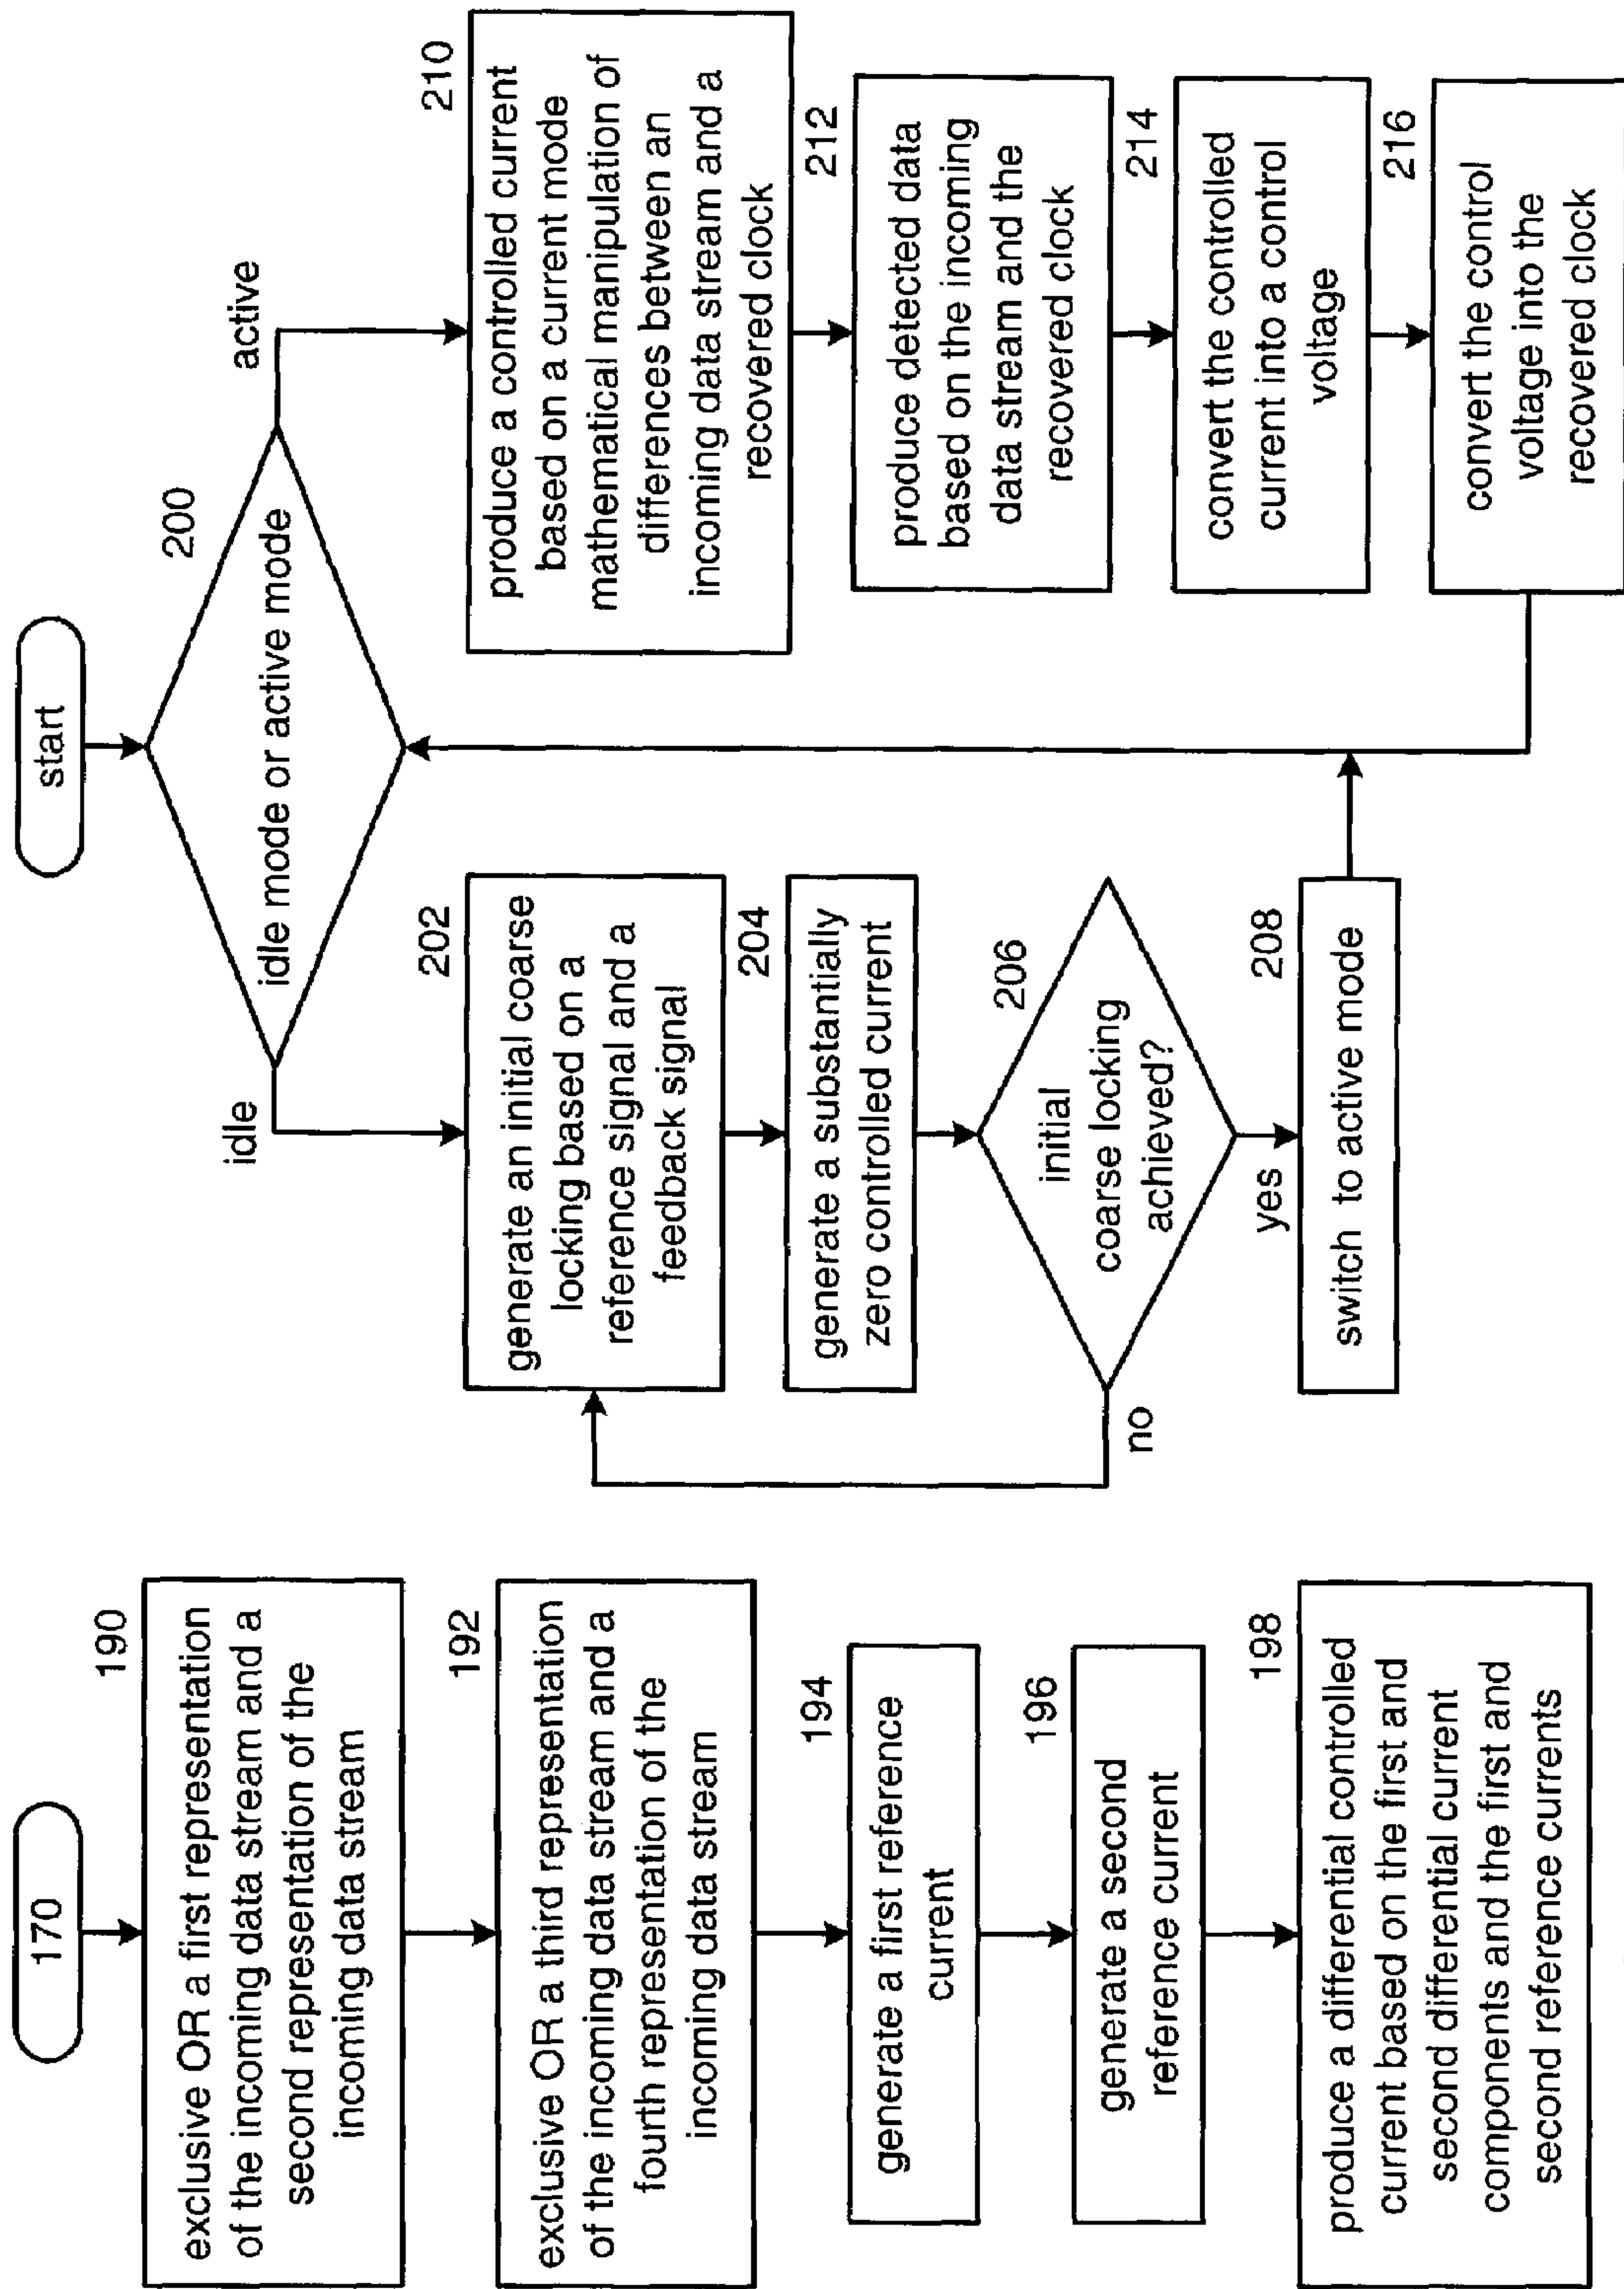 170
190
exclusive OR a first representation
of the incoming data stream and a
second representation of the
incoming data stream
192
exclusive OR a third representation
of the incoming data stream and a
fourth representation of the
incoming data stream
194
generate a first reference
current
196
generate a second
reference current
198
produce a differential controlled
current based on the first and
second differential current
components and the first and
second reference currents
start
200
idle mode or active mode
idle
active
202
generate an initial coarse
locking based on a
reference signal and a
feedback signal
204
generate a substantially
zero controlled current
206
initial
coarse locking
achieved?
no
yes
208
switch to active mode
210
produce a controlled current
based on a current mode
mathematical manipulation of
differences between an
incoming data stream and a
recovered clock
212
produce detected data
based on the incoming
data stream and the
recovered clock
214
convert the controlled
current into a control
voltage
216
convert the control
voltage into the
recovered clock